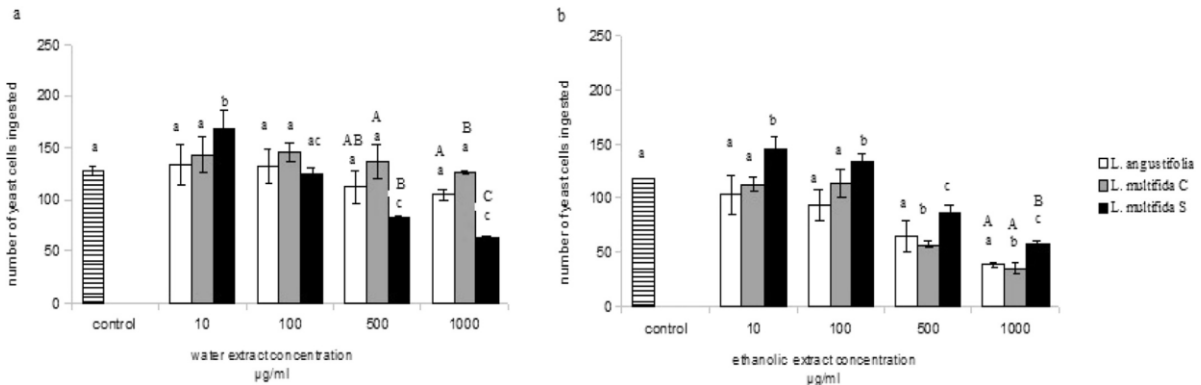 a
number of yeast cells ingested
250
200
150
100
50
0
a
a
a
b
a
a
ac
AB
a
A
a
B
c
A
a
B
a
C
c
control
10
100
500
1000
water extract concentration
µg/ml
b
number of yeast cells ingested
250
200
150
100
50
0
a
a
a
b
a
a
b
a
b
c
A
a
A
b
B
c
control
10
100
500
1000
ethanolic extract concentration
µg/ml
L. angustifolia
L. multifida C
L. multifida S